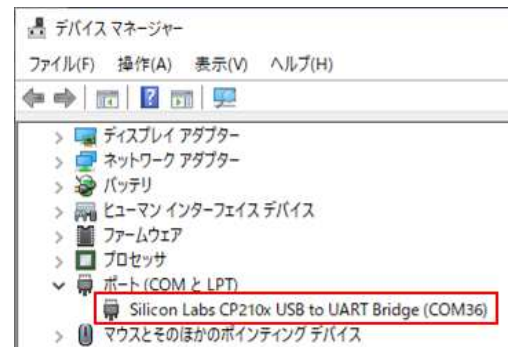 デバイス マネージャー
ファイル(F) 操作(A) 表示(V) ヘルプ(H)
ディスプレイ アダプター
ネットワーク アダプター
バッテリ
ヒューマン インターフェイス デバイス
ファームウェア
プロセッサ
ポート (COM と LPT)
Silicon Labs CP210x USB to UART Bridge (COM36)
マウスとそのほかのポインティング デバイス